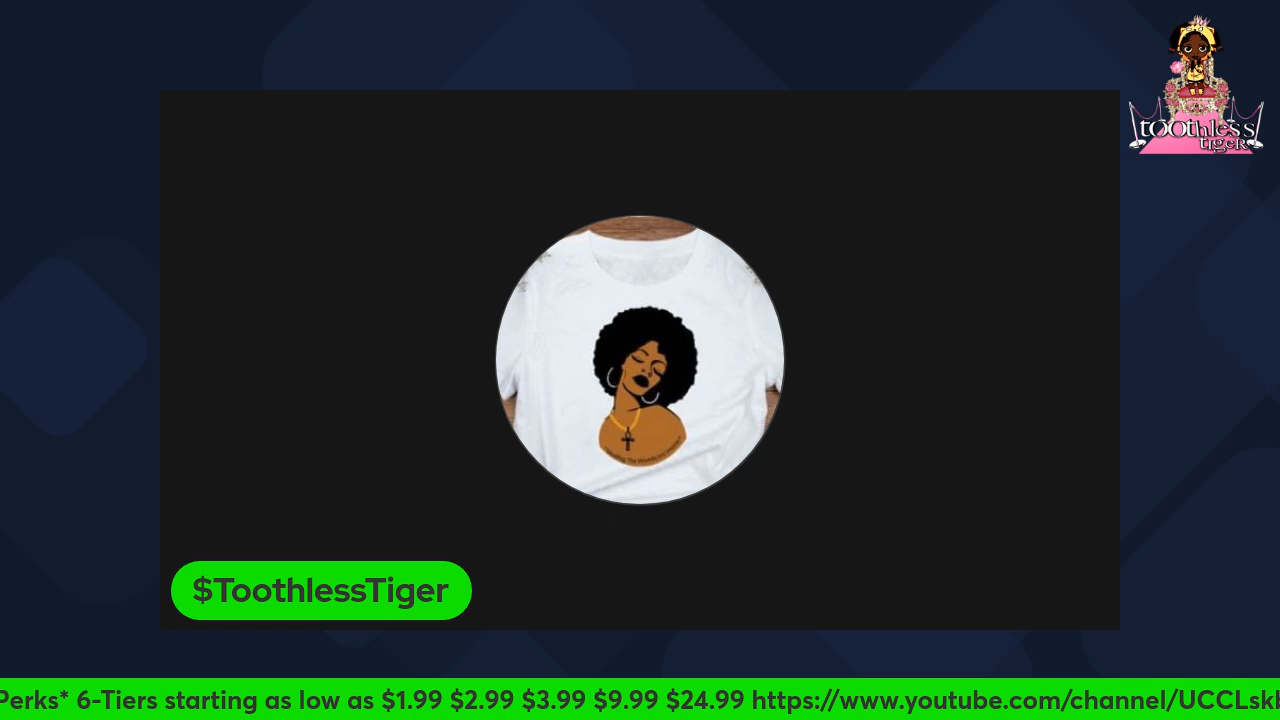 toothless
tiger
$ToothlessTiger
Perks* 6-Tiers starting as low as $1.99 $2.99 $3.99 $9.99 $24.99 https://www.youtube.com/channel/UCCLsk